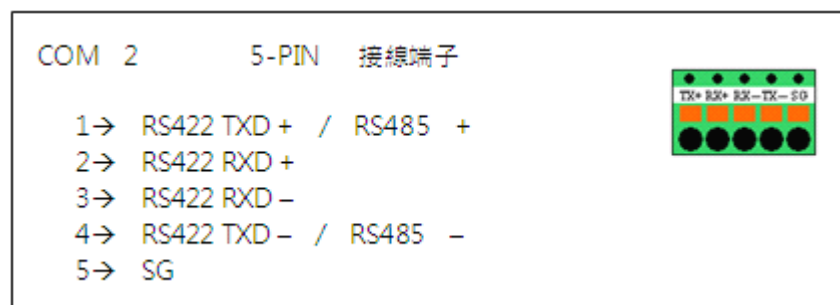 COM 2 5-PIN 接線端子
TX+ RX+ RX- TX- SG
1→ RS422 TXD + / RS485 +
2→ RS422 RXD +
3→ RS422 RXD –
4→ RS422 TXD – / RS485 –
5→ SG